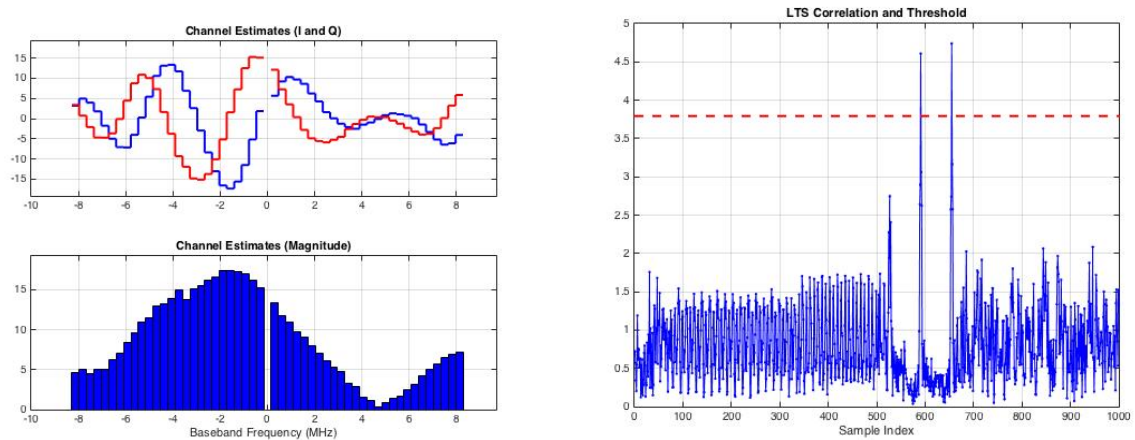 Channel Estimates (I and Q)
15
10
5
0
-5
-10
-15
-10 -8 -6 -4 -2 0 2 4 6 8
Channel Estimates (Magnitude)
15
10
5
0
-10 -8 -6 -4 -2 0 2 4 6 8
Baseband Frequency (MHz)
LTS Correlation and Threshold
5
4.5
4
3.5
3
2.5
2
1.5
1
0.5
0
0 100 200 300 400 500 600 700 800 900 1000
Sample Index